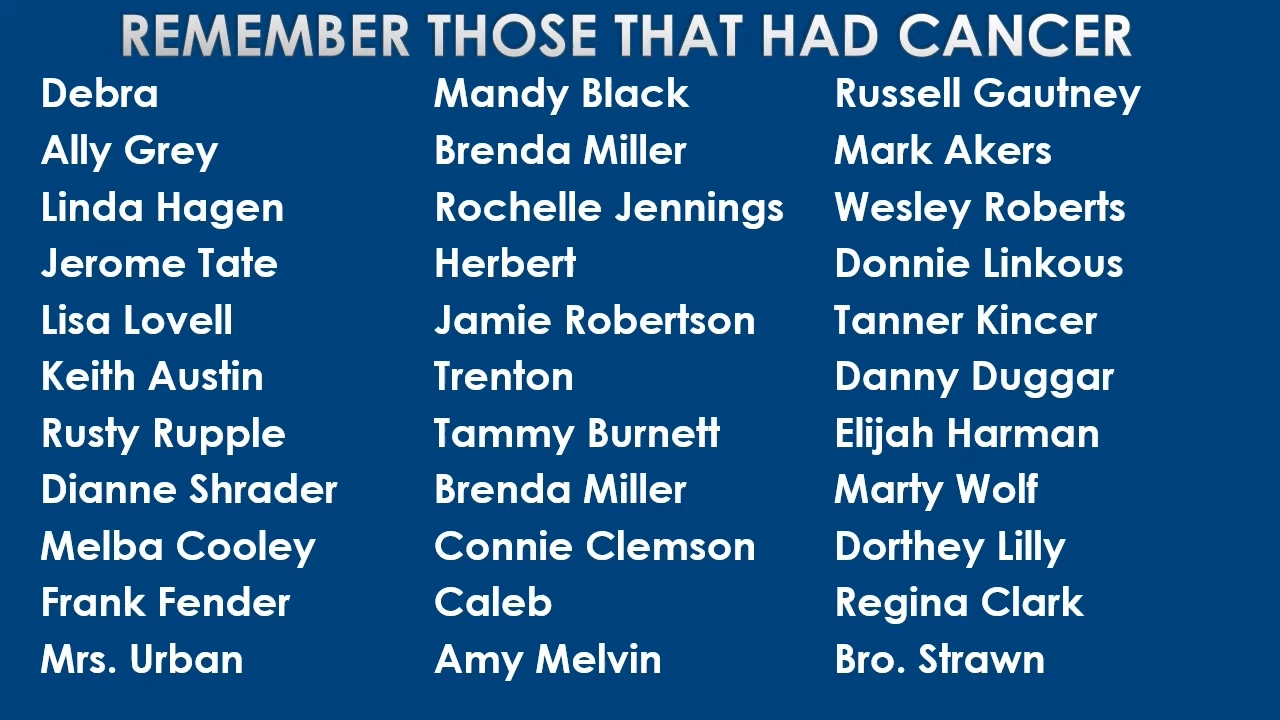 REMEMBER THOSE THAT HAD CANCER
Debra
Ally Grey
Linda Hagen
Jerome Tate
Lisa Lovell
Keith Austin
Rusty Rupple
Dianne Shrader
Melba Cooley
Frank Fender
Mrs. Urban
Mandy Black
Brenda Miller
Rochelle Jennings
Herbert
Jamie Robertson
Trenton
Tammy Burnett
Brenda Miller
Connie Clemson
Caleb
Amy Melvin
Russell Gautney
Mark Akers
Wesley Roberts
Donnie Linkous
Tanner Kincer
Danny Duggar
Elijah Harman
Marty Wolf
Dorthey Lilly
Regina Clark
Bro. Strawn